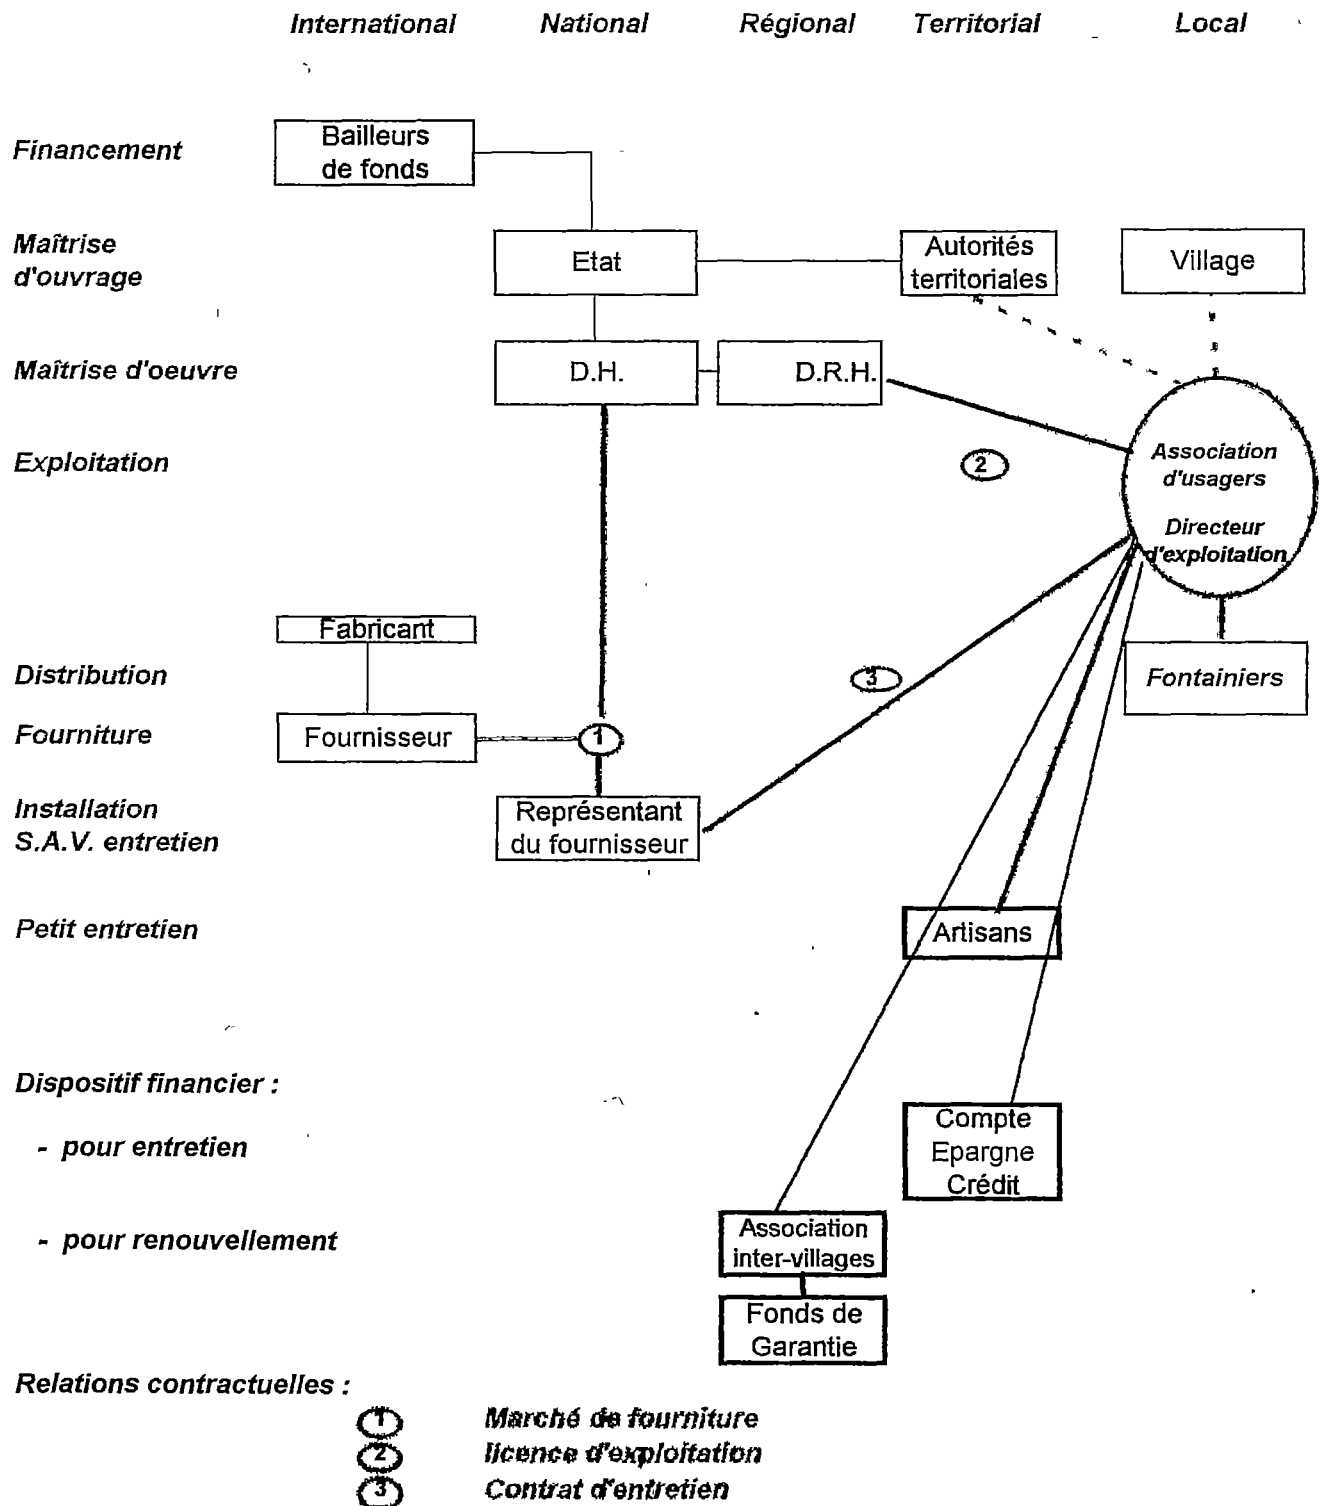 International National Régional Territorial Local
Financement
Bailleurs
de fonds
Maîtrise
d'ouvrage
Etat
Autorités
territoriales
Village
Maîtrise d'oeuvre
D.H.
D.R.H.
Exploitation
2
Association
d'usagers
Directeur
d'exploitation
Fabricant
Distribution
3
Fontainiers
Fourniture
Fournisseur
1
Installation
S.A.V. entretien
Représentant
du fournisseur
Petit entretien
Artisans
Dispositif financier :
- pour entretien
Compte
Epargne
Crédit
- pour renouvellement
Association
inter-villages
Fonds de
Garantie
Relations contractuelles :
1 Marché de fourniture
2 licence d'exploitation
3 Contrat d'entretien